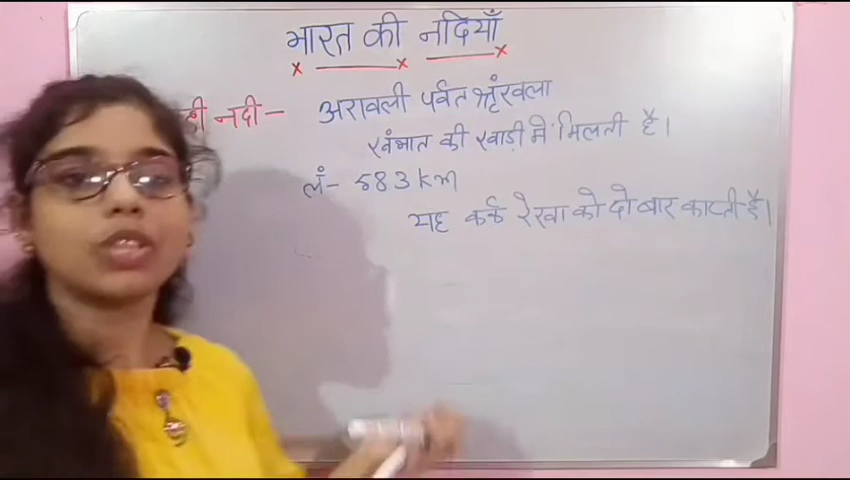 भारत की नदियाँ
नदी - अरावली पर्वत श्रृंखला
खंभात की खाड़ी में मिलती है।
लं- 583 km
यह कर्क रेखा को दो बार काटती है।